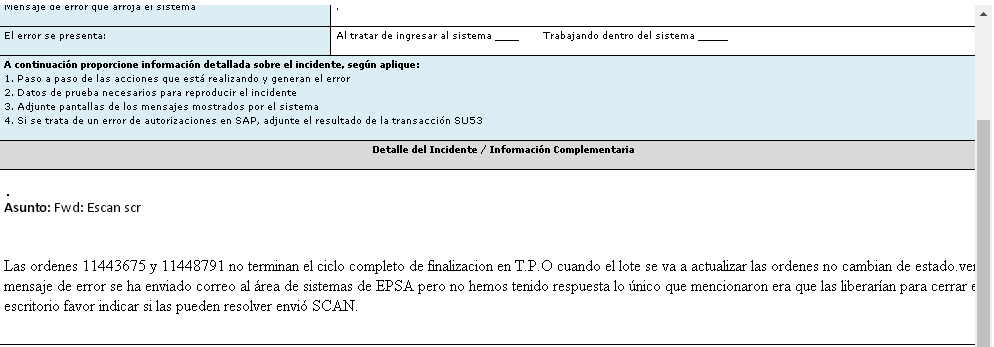 Mensaje de error que arroja el sistema .
El error se presenta: Al tratar de ingresar al sistema ____ Trabajando dentro del sistema _____
A continuación proporcione información detallada sobre el incidente, según aplique:
1. Paso a paso de las acciones que está realizando y generan el error
2. Datos de prueba necesarios para reproducir el incidente
3. Adjunte pantallas de los mensajes mostrados por el sistema
4. Si se trata de un error de autorizaciones en SAP, adjunte el resultado de la transacción SU53
Detalle del Incidente / Información Complementaria
.
Asunto: Fwd: Escan scr
Las ordenes 11443675 y 11448791 no terminan el ciclo completo de finalizacion en T.P.O cuando el lote se va a actualizar las ordenes no cambian de estado.ver
mensaje de error se ha enviado correo al área de sistemas de EPSA pero no hemos tenido respuesta lo único que mencionaron era que las liberarían para cerrar
escritorio favor indicar si las pueden resolver envió SCAN.